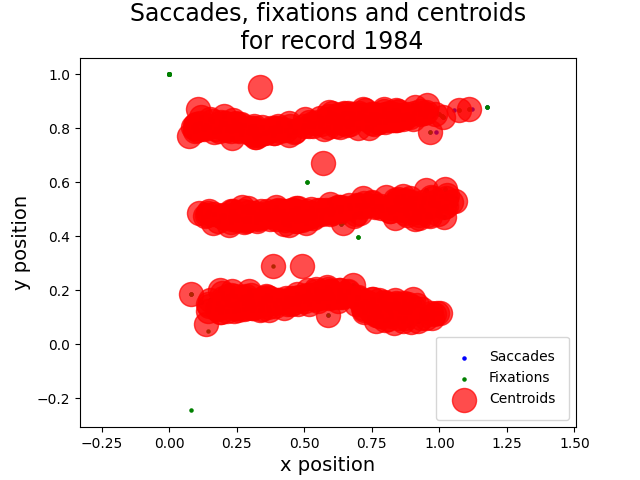 Saccades, fixations and centroids
for record 1984
1.0
0.8
0.6
0.4
0.2
0.0
−0.2
y position
−0.25
0.00
0.25
0.50
0.75
1.00
1.25
1.50
x position
Saccades
Fixations
Centroids